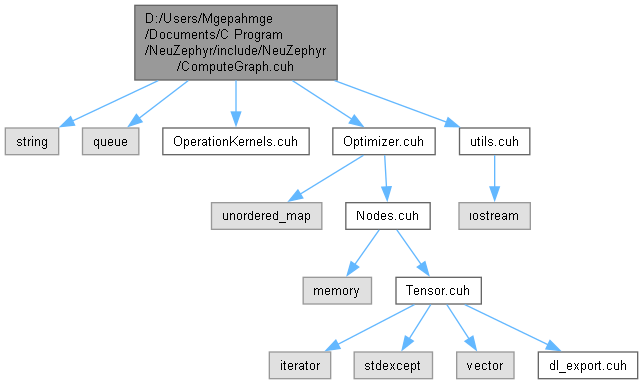 D:/Users/Mgepahmge
/Documents/C Program
/NeuZephyr/include/NeuZephyr
/ComputeGraph.cuh
string
queue
OperationKernels.cuh
Optimizer.cuh
utils.cuh
unordered_map
Nodes.cuh
iostream
memory
Tensor.cuh
iterator
stdexcept
vector
dl_export.cuh